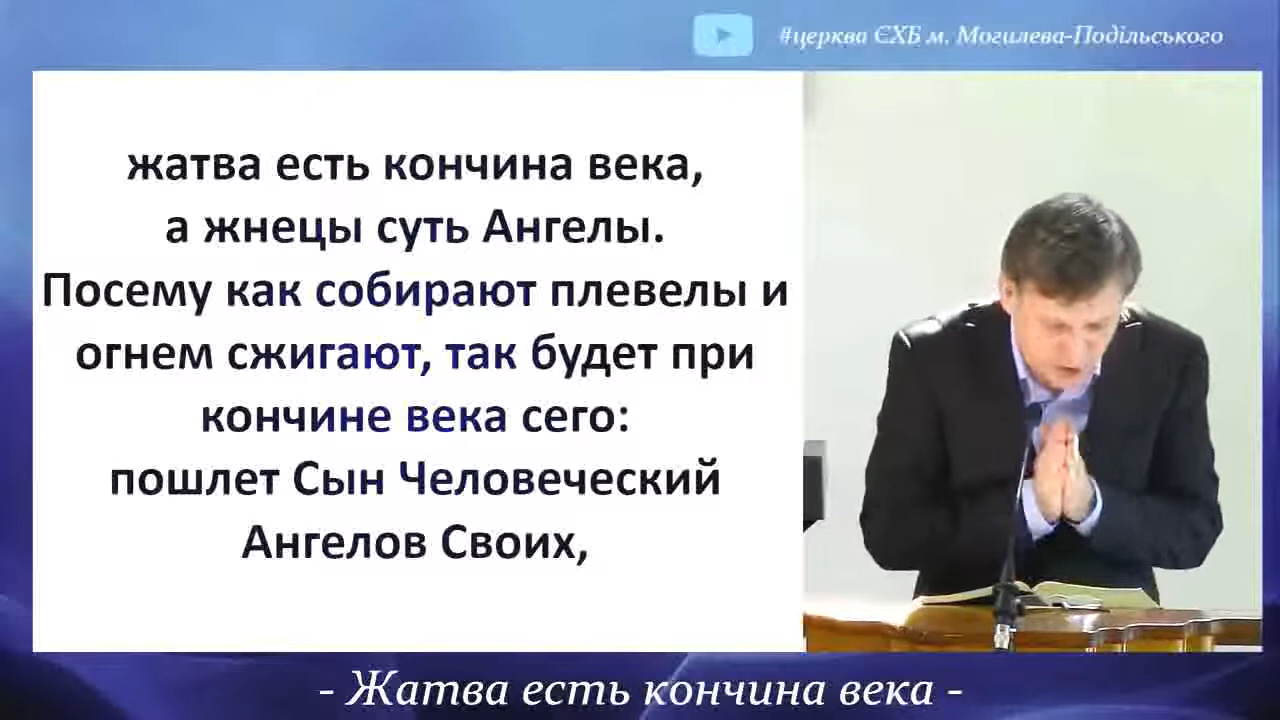 #церква ЄХБ м. Могилева-Подільського
жатва есть кончина века,
а жнецы суть Ангелы.
Посему как собирают плевелы и
огнем сжигают, так будет при
кончине века сего:
пошлет Сын Человеческий
Ангелов Своих,
- Жатва есть кончина века -